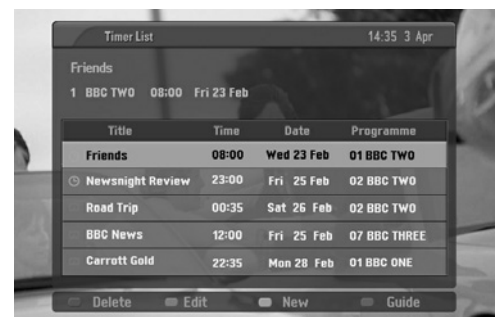 Timer List 14:35 3 Apr
Friends
1 BBC TWO 08:00 Fri 23 Feb
Title Time Date Programme
Friends 08:00 Wed 23 Feb 01 BBC TWO
Newsnight Review 23:00 Fri 25 Feb 02 BBC TWO
Road Trip 00:35 Sat 26 Feb 02 BBC TWO
BBC News 12:00 Fri 25 Feb 07 BBC THREE
Carrott Gold 22:35 Mon 28 Feb 01 BBC ONE
Delete Edit New Guide